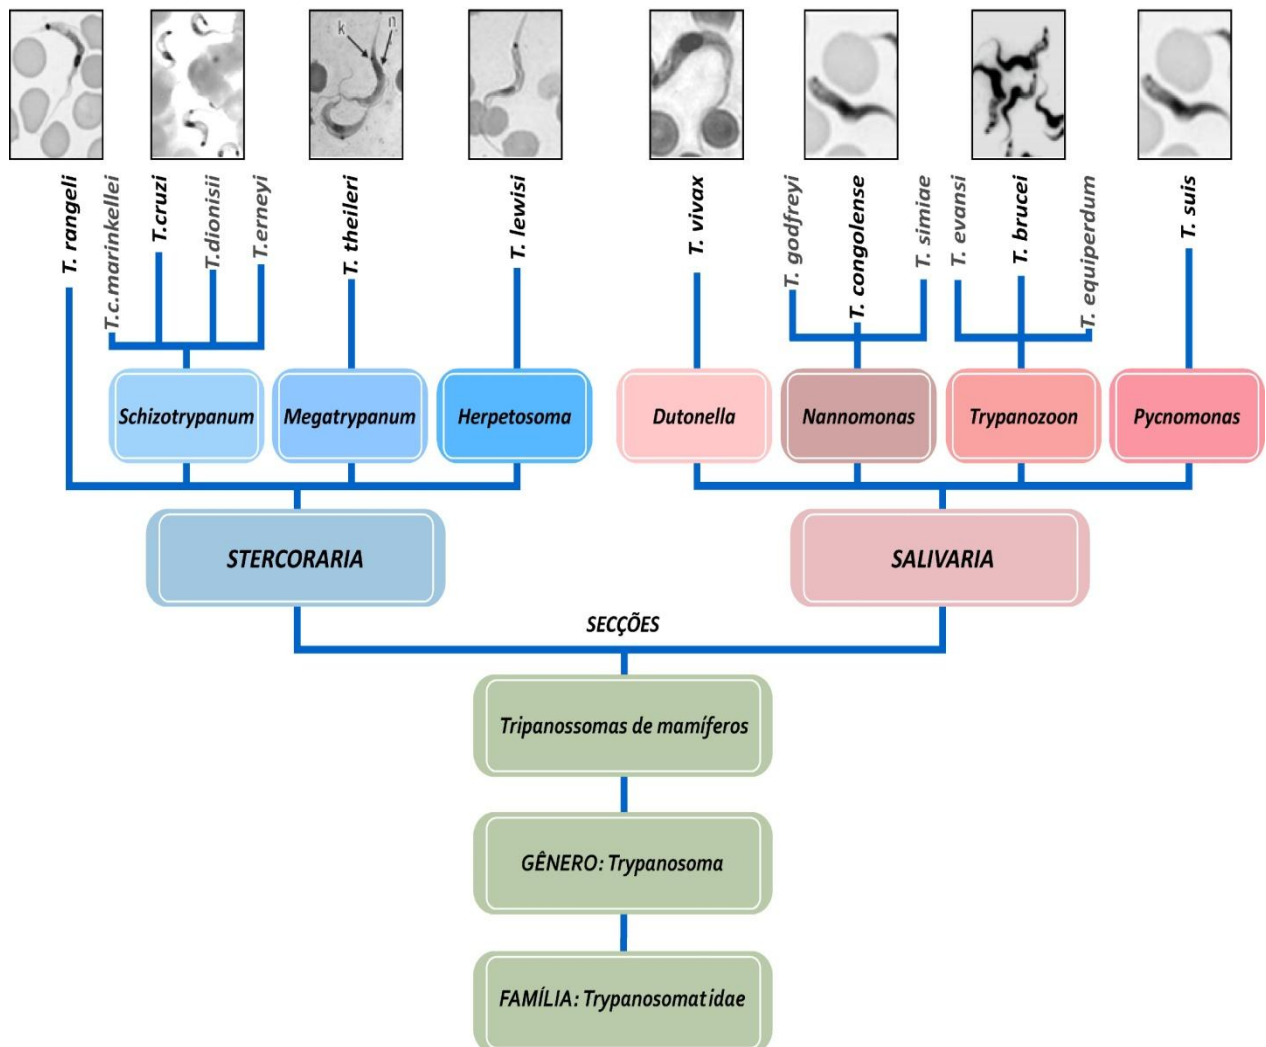 k n
T. rangeli
T.c.marinkellei
T.cruzi
T.dionisii
T.erneyi
T. theileri
T. lewisi
T. vivax
T. godfreyi
T. congolense
T. simiae
T. evansi
T. brucei
T. equiperdum
T. suis
Schizotrypanum
Megatrypanum
Herpetosoma
Dutonella
Nannomonas
Trypanozoon
Pycnomonas
STERCORARIA
SALIVARIA
SECÇÕES
Tripanossomas de mamíferos
GÊNERO: Trypanosoma
FAMÍLIA: Trypanosomatidae